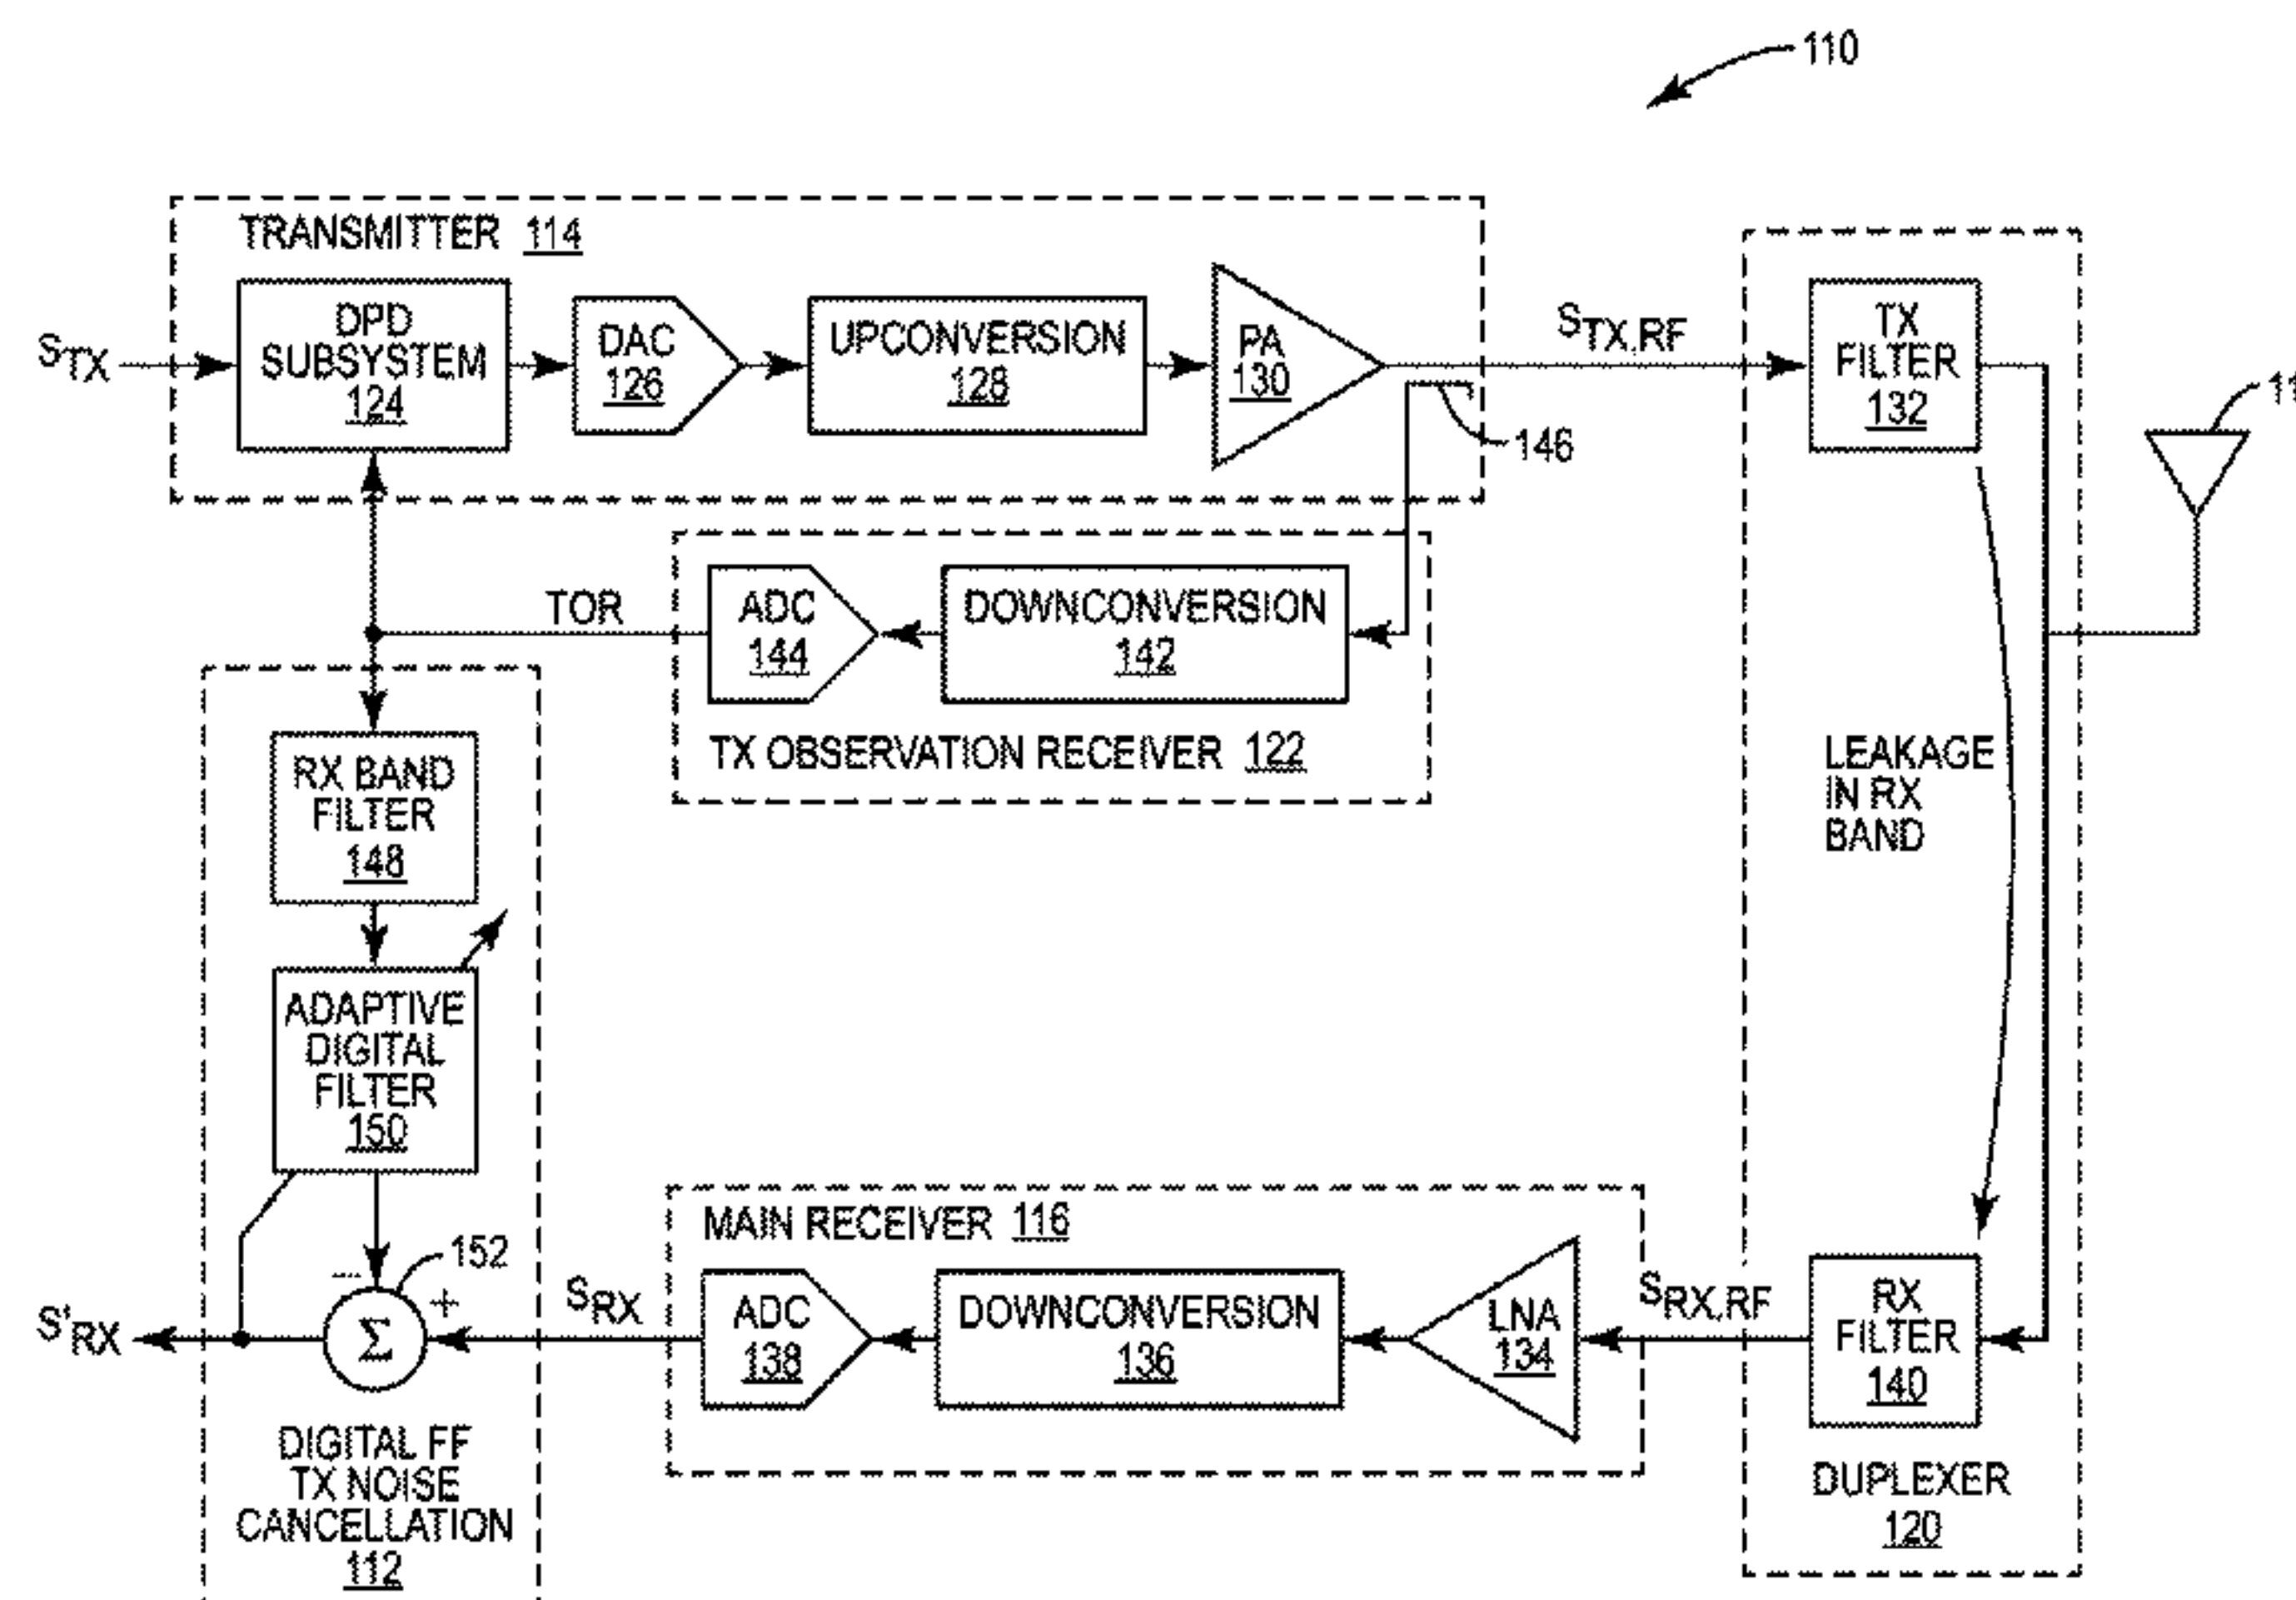 110
TRANSMITTER 114
STX
DPD
SUBSYSTEM
124
DAC
126
UPCONVERSION
128
PA
130
146
STX,RF
TX
FILTER
132
11
TOR
ADC
144
DOWNCONVERSION
142
TX OBSERVATION RECEIVER 122
RX BAND
FILTER
148
LEAKAGE
IN RX
BAND
ADAPTIVE
DIGITAL
FILTER
150
152
−
+
Σ
S'RX
SRX
MAIN RECEIVER 116
ADC
138
DOWNCONVERSION
136
LNA
134
SRX,RF
RX
FILTER
140
DUPLEXER
120
DIGITAL FF
TX NOISE
CANCELLATION
112